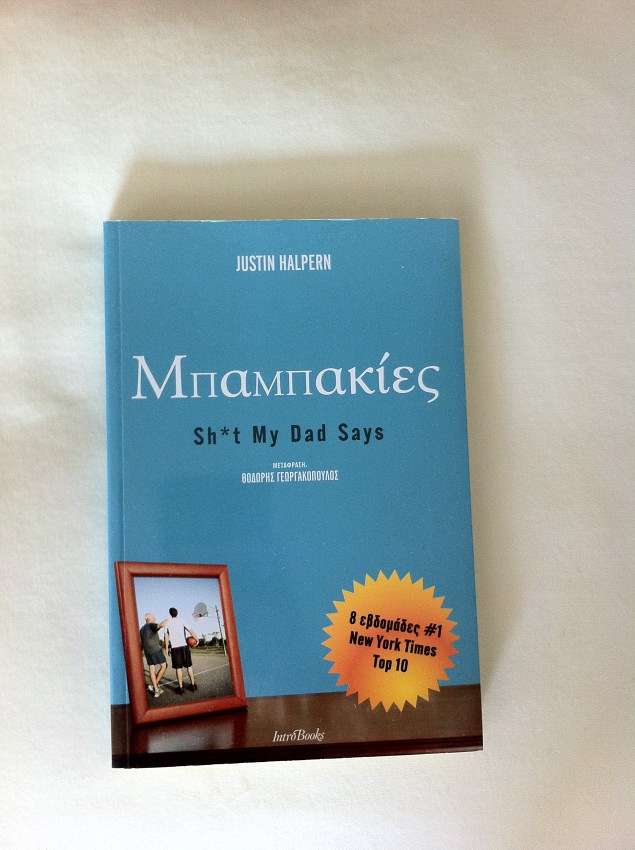 JUSTIN HALPERN
Μπαμπακίες
Sh*t My Dad Says
ΜΕΤΑΦΡΑΣΗ:
ΘΟΔΩΡΗΣ ΓΕΩΡΓΑΚΟΠΟΥΛΟΣ
8 εβδομάδες #1
New York Times
Top 10
IntroBooks